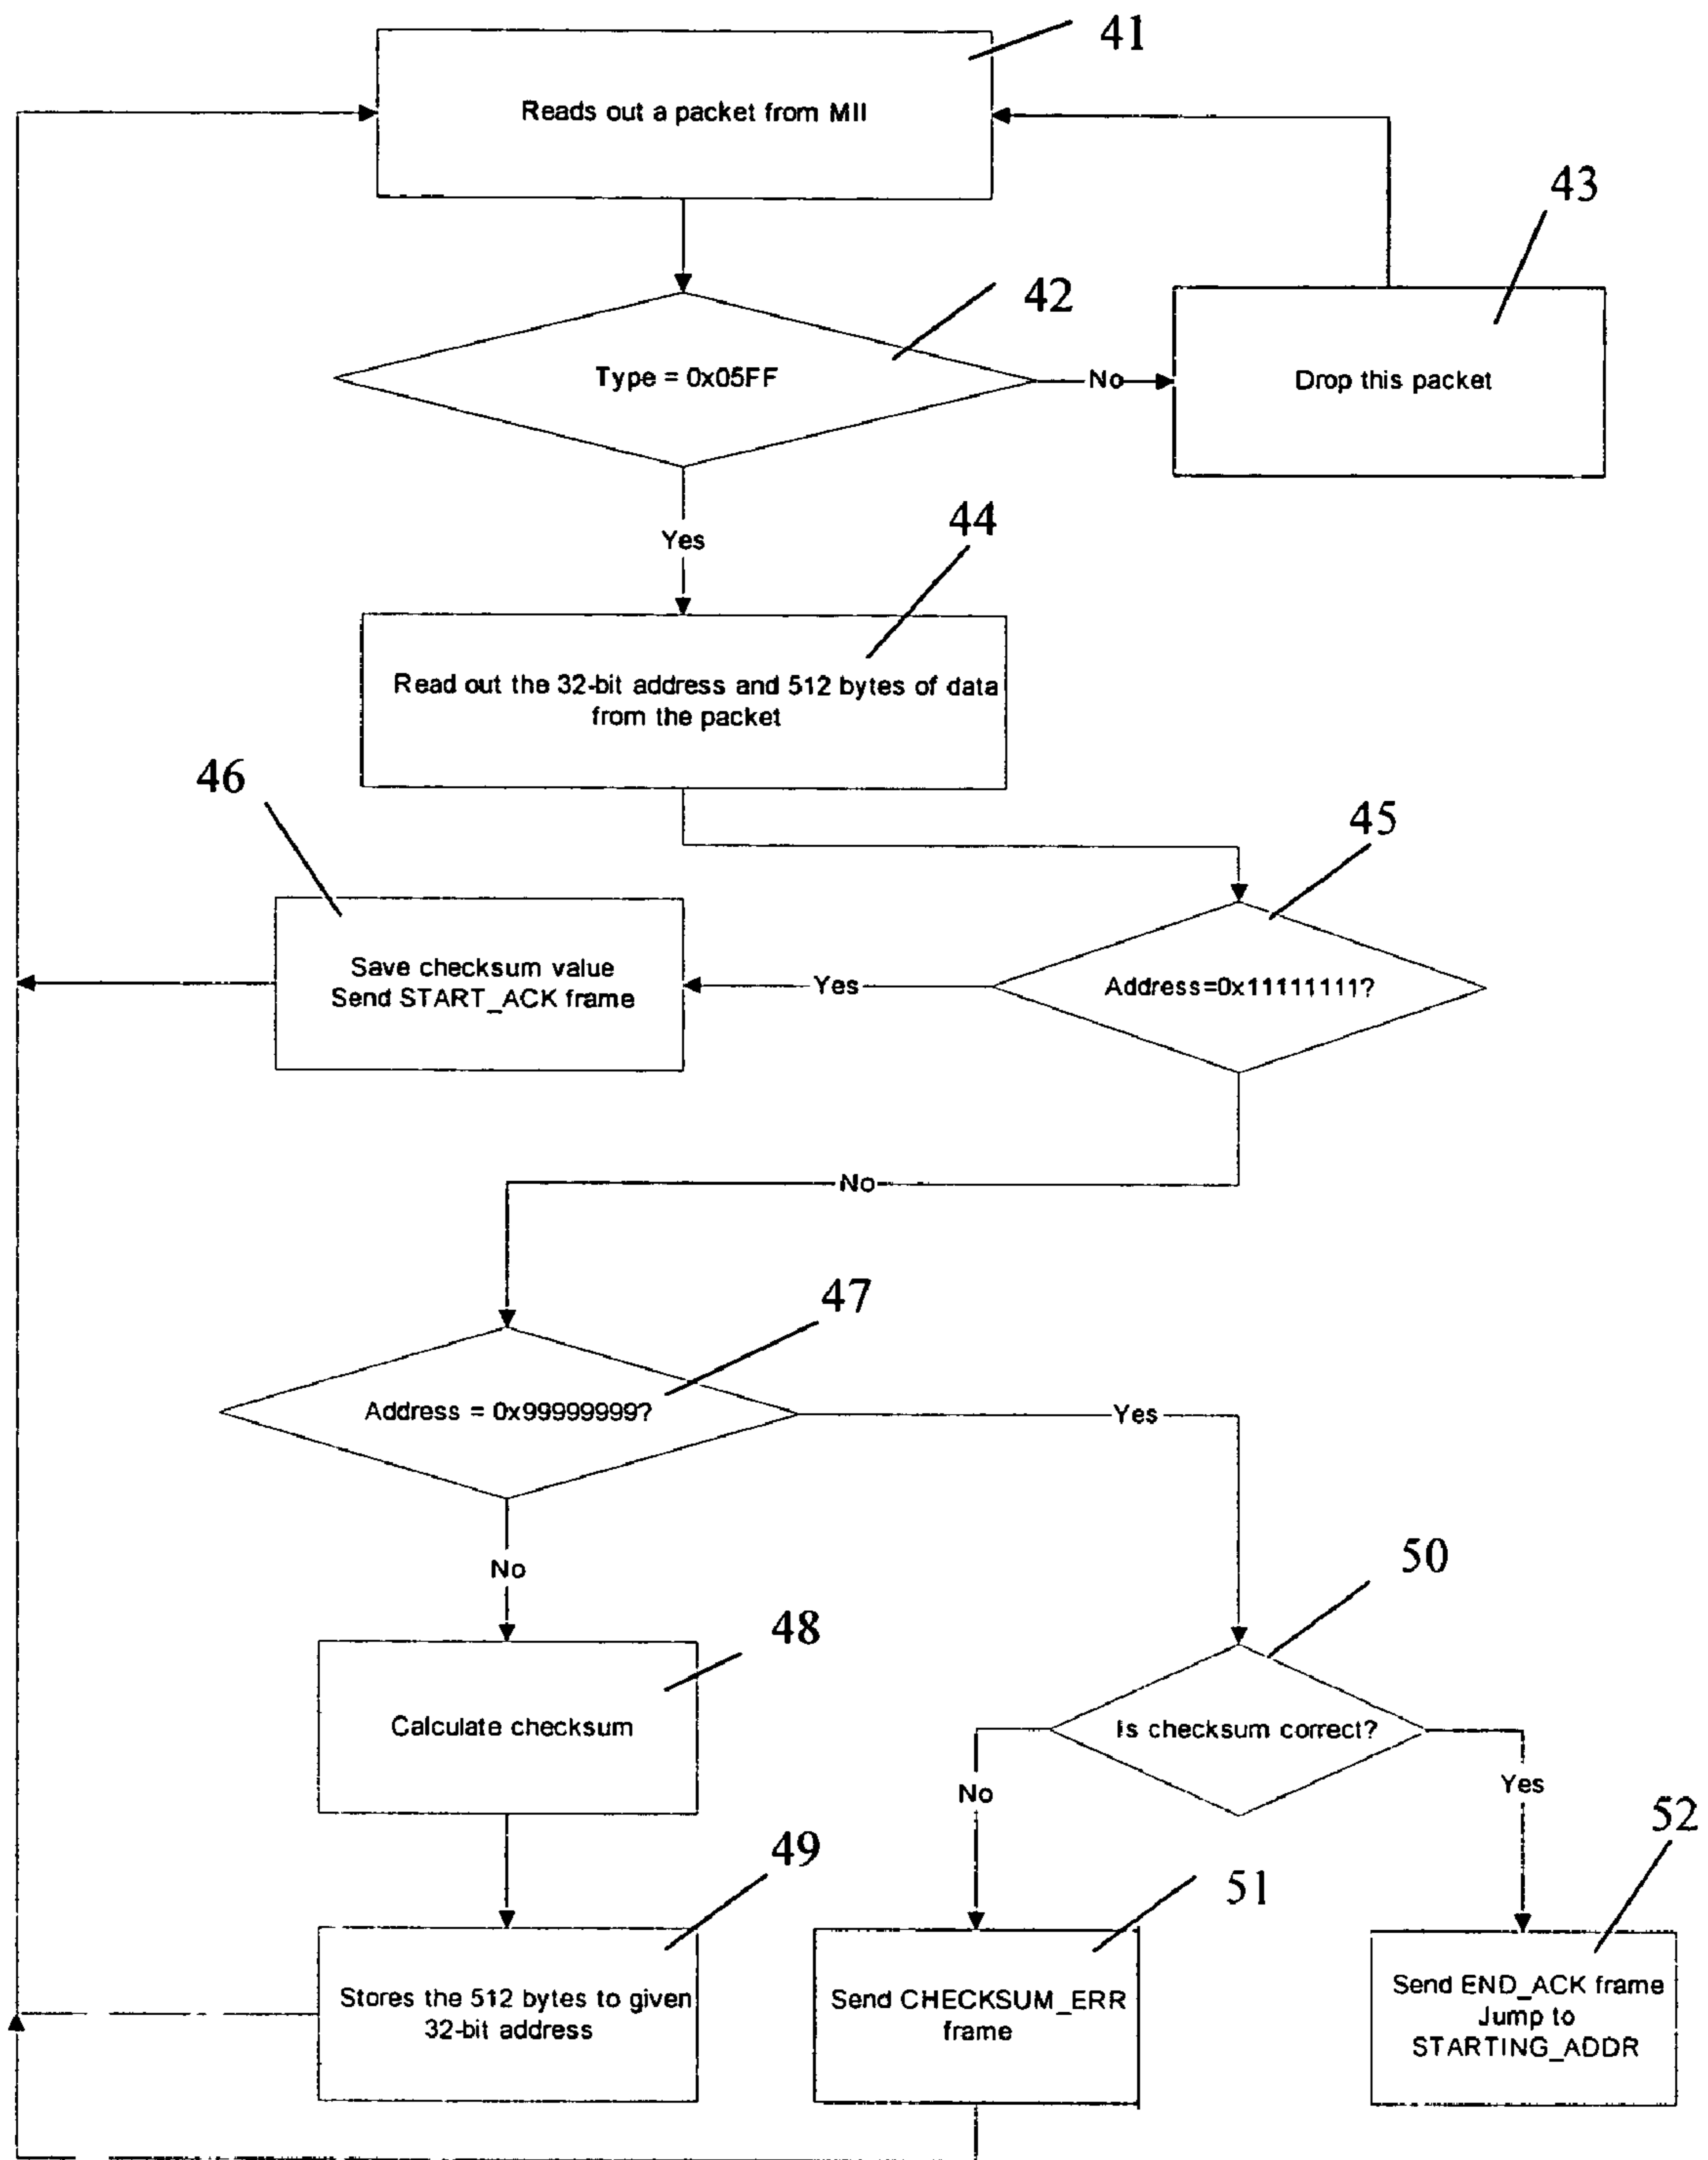 41
Reads out a packet from MII
43
42
Type = 0x05FF
No
Drop this packet
Yes
44
Read out the 32-bit address and 512 bytes of data
from the packet
46
45
Save checksum value
Send START_ACK frame
Yes
Address=0x11111111?
No
47
Address = 0x99999999?
Yes
No
50
48
Calculate checksum
Is checksum correct?
No
Yes
52
49
51
Stores the 512 bytes to given
32-bit address
Send CHECKSUM_ERR
frame
Send END_ACK frame
Jump to
STARTING_ADDR